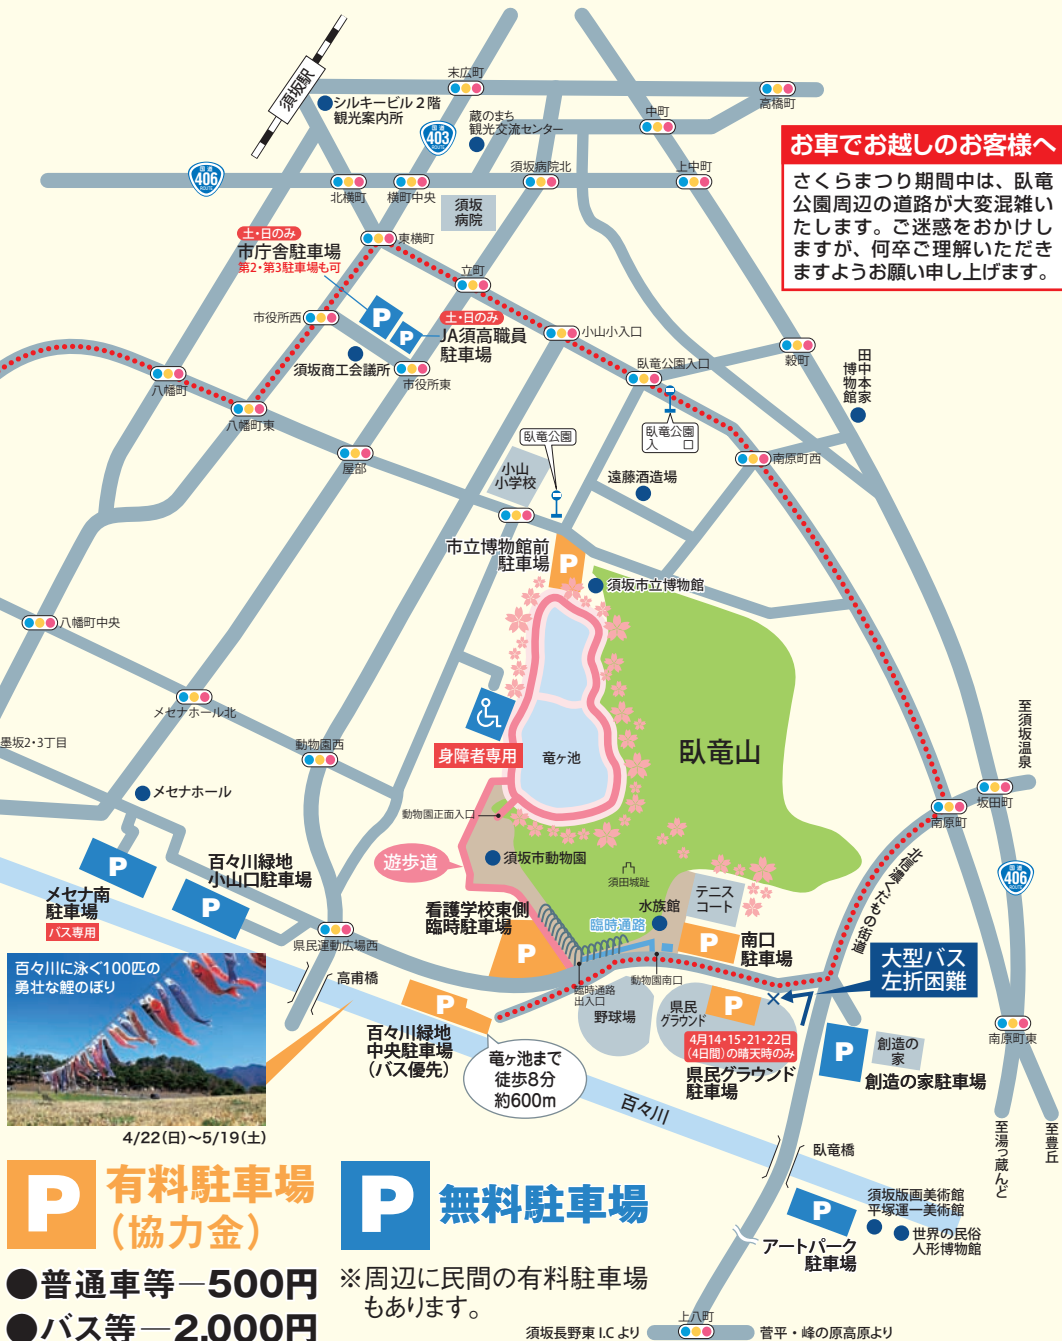 須坂駅
末広町
高橋町
シルキービル2階
観光案内所
国道
403
ROUTE
蔵のまち
観光交流センター
中町
国道
406
ROUTE
北横町
横町中央
須坂病院北
上中町
お車でお越しのお客様へ
さくらまつり期間中は、臥竜
公園周辺の道路が大変混雑い
たします。ご迷惑をおかけし
ますが、何卒ご理解いただき
ますようお願い申し上げます。
須坂
病院
土・日のみ
市庁舎駐車場
第2・第3駐車場も可
東横町
立町
市役所西
P
P
土・日のみ
JA須高職員
駐車場
小山小入口
須坂商工会議所
市役所東
臥竜公園入口
穀町
田中本家
博物館
八幡町
八幡町東
臥竜公園
臥竜公園
入口
屋部
小山
小学校
遠藤酒造場
南原町西
市立博物館前
駐車場
P
須坂市立博物館
八幡町中央
メセナホール北
墨坂2・3丁目
動物園西
身障者専用
竜ヶ池
臥竜山
至須坂温泉
坂田町
南原町
メセナホール
動物園正面入口
遊歩道
須坂市動物園
須田城趾
北信濃くだもの街道
国道
406
ROUTE
P
メセナ南
駐車場
バス専用
百々川緑地
小山口駐車場
P
看護学校東側
臨時駐車場
P
臨時通路
水族館
テニス
コート
P
南口
駐車場
県民運動広場西
高甫橋
百々川に泳ぐ100匹の
勇壮な鯉のぼり
4/22(日)〜5/19(土)
P
百々川緑地
中央駐車場
(バス優先)
臨時通路
出入口
動物園南口
野球場
県民
グラウンド
P
大型バス
左折困難
4月14・15・21・22日
(4日間)の晴天時のみ
県民グラウンド
駐車場
竜ヶ池まで
徒歩8分
約600m
P
創造の
家
創造の家駐車場
南原町東
百々川
至湯っ蔵んど
至豊丘
臥竜橋
P
アートパーク
駐車場
須坂版画美術館
平塚運一美術館
世界の民俗
人形博物館
P
有料駐車場
(協力金)
●普通車等―500円
●バス等―2,000円
P
無料駐車場
※周辺に民間の有料駐車場
もあります。
上八町
須坂長野東I.Cより
菅平・峰の原高原より